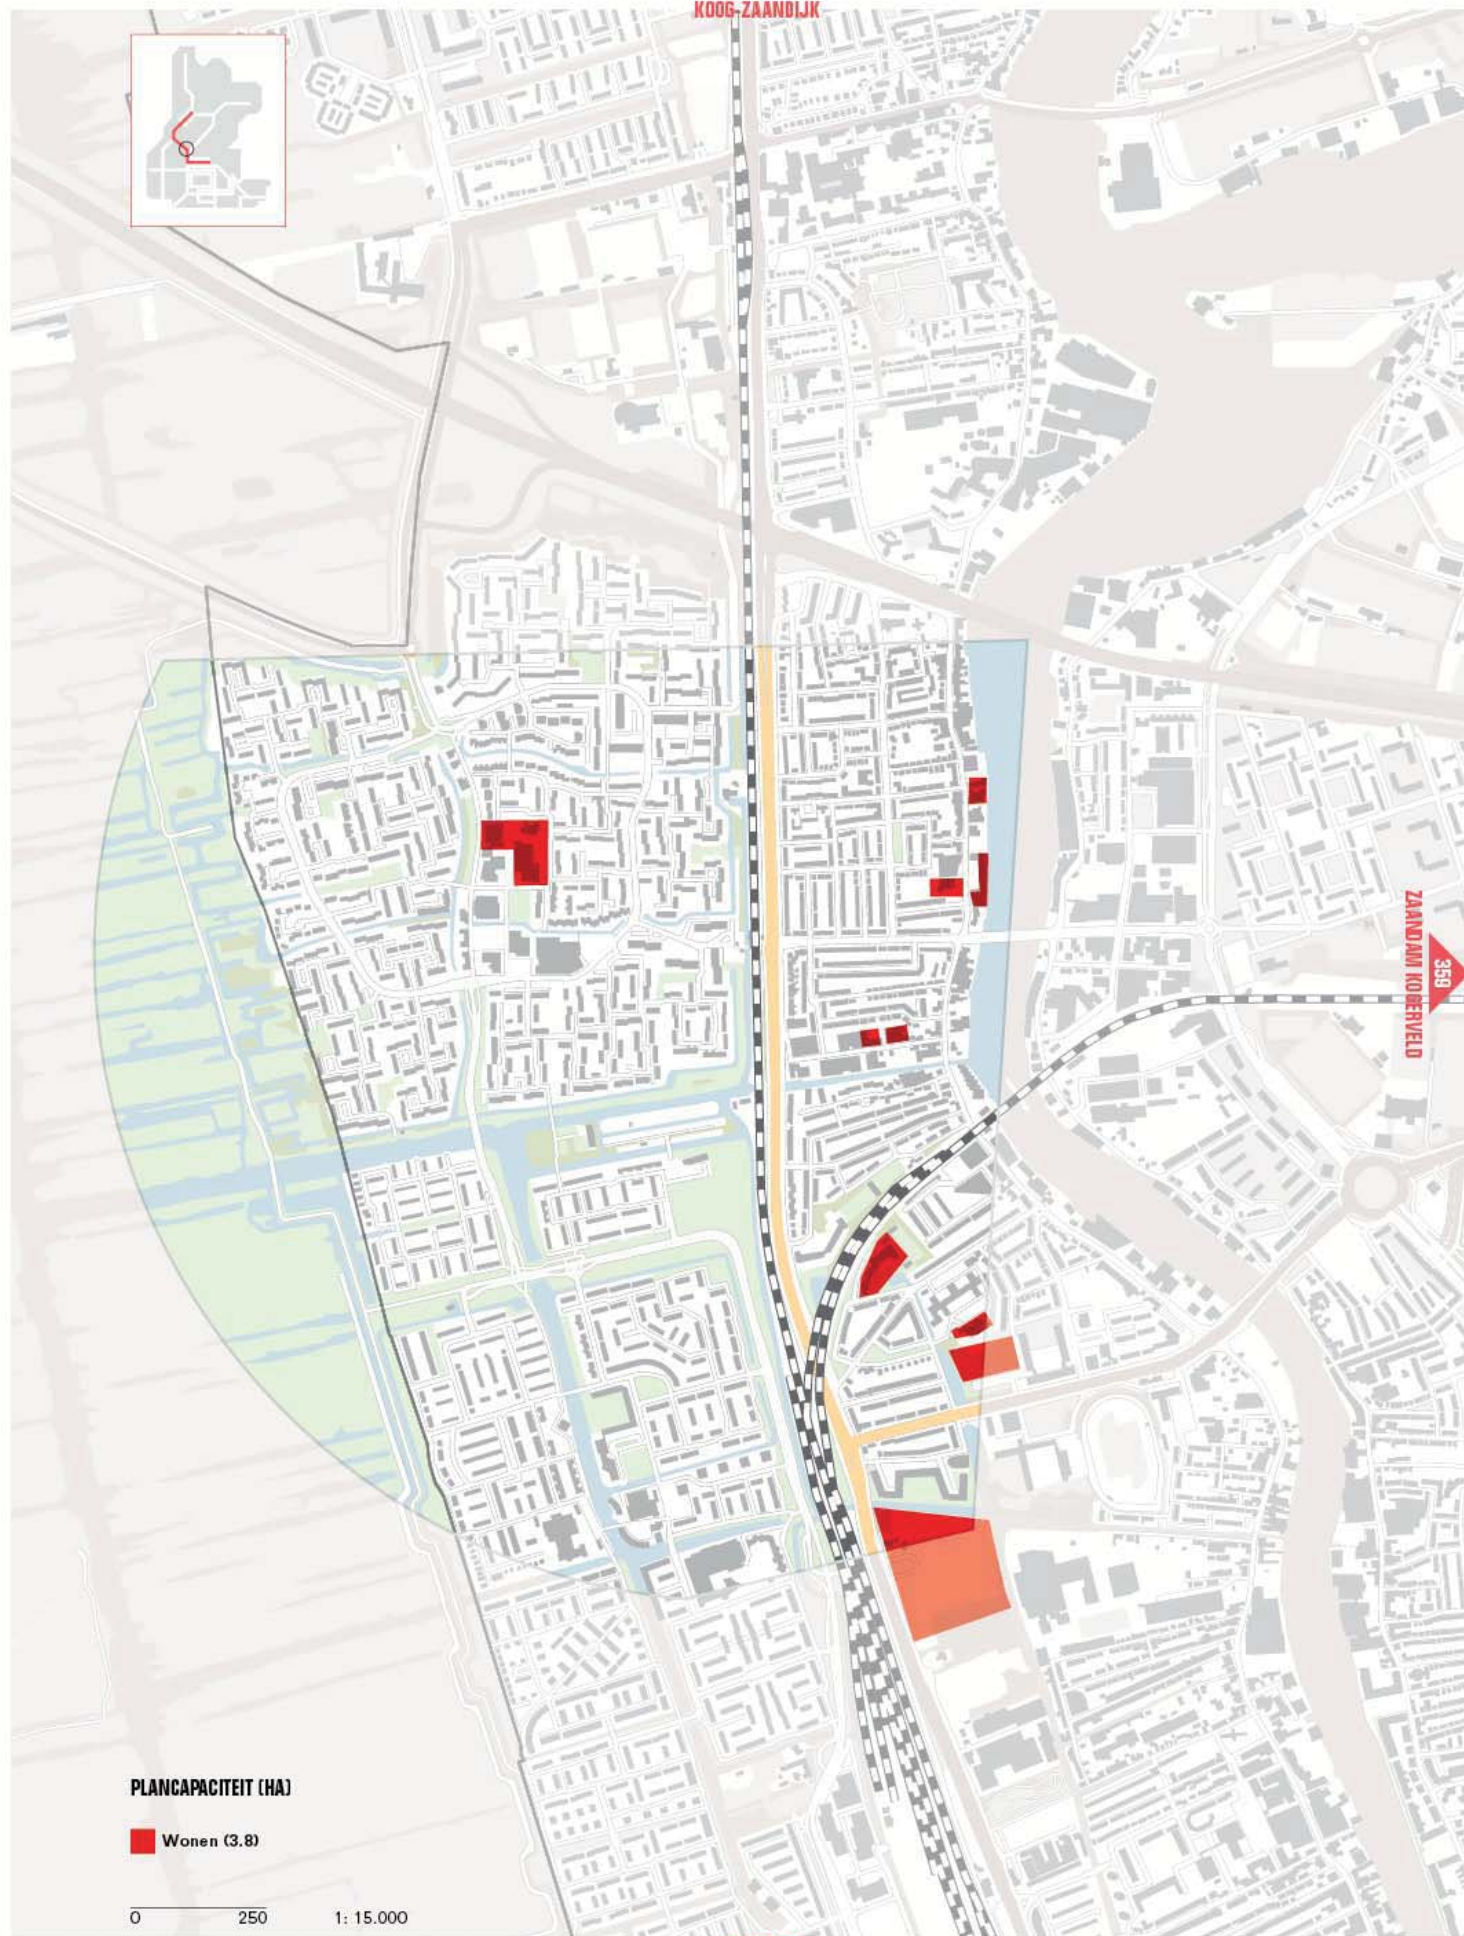 KOOG-ZAANDIJK
359
ZAANDAM KOGERVELD
PLANCAPACITEIT (HA)
Wonen (3.8)
0 250 1: 15.000